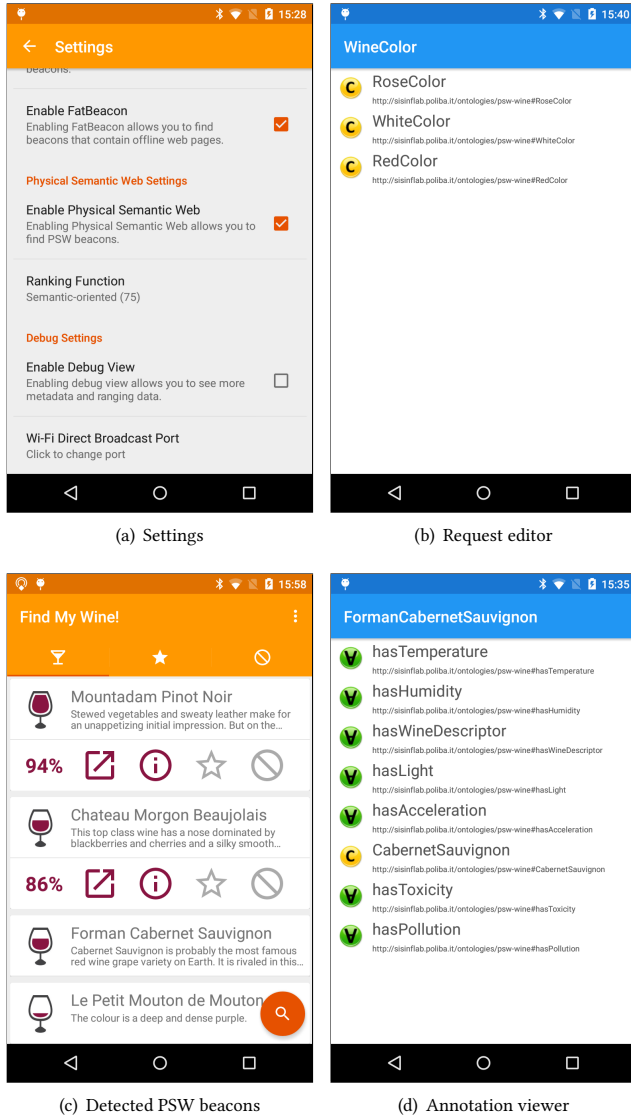 15:28
Settings
beacons.
Enable FatBeacon
Enabling FatBeacon allows you to find
beacons that contain offline web pages.
Physical Semantic Web Settings
Enable Physical Semantic Web
Enabling Physical Semantic Web allows you to
find PSW beacons.
Ranking Function
Semantic-oriented (75)
Debug Settings
Enable Debug View
Enabling debug view allows you to see more
metadata and ranging data.
Wi-Fi Direct Broadcast Port
Click to change port
(a) Settings
15:40
WineColor
C RoseColor
http://sisinflab.poliba.it/ontologies/psw-wine#RoseColor
C WhiteColor
http://sisinflab.poliba.it/ontologies/psw-wine#WhiteColor
C RedColor
http://sisinflab.poliba.it/ontologies/psw-wine#RedColor
(b) Request editor
15:58
Find My Wine!
Mountadam Pinot Noir
Stewed vegetables and sweaty leather make for
an unappetizing initial impression. But on the...
94%
Chateau Morgon Beaujolais
This top class wine has a nose dominated by
blackberries and cherries and a silky smooth...
86%
Forman Cabernet Sauvignon
Cabernet Sauvignon is probably the most famous
red wine grape variety on Earth. It is rivaled in this...
Le Petit Mouton de Mouton
The colour is a deep and dense purple.
(c) Detected PSW beacons
15:35
FormanCabernetSauvignon
∀ hasTemperature
http://sisinflab.poliba.it/ontologies/psw-wine#hasTemperature
∀ hasHumidity
http://sisinflab.poliba.it/ontologies/psw-wine#hasHumidity
∀ hasWineDescriptor
http://sisinflab.poliba.it/ontologies/psw-wine#hasWineDescriptor
∀ hasLight
http://sisinflab.poliba.it/ontologies/psw-wine#hasLight
∀ hasAcceleration
http://sisinflab.poliba.it/ontologies/psw-wine#hasAcceleration
C CabernetSauvignon
http://sisinflab.poliba.it/ontologies/psw-wine#CabernetSauvignon
∀ hasToxicity
http://sisinflab.poliba.it/ontologies/psw-wine#hasToxicity
∀ hasPollution
http://sisinflab.poliba.it/ontologies/psw-wine#hasPollution
(d) Annotation viewer